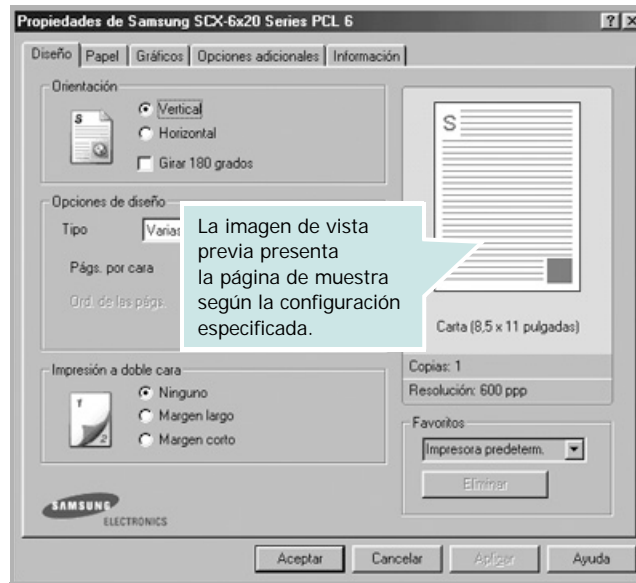 Propiedades de Samsung SCX-6x20 Series PCL 6
Diseño Papel Gráficos Opciones adicionales Información
Orientación
S
Vertical
Horizontal
Girar 180 grados
Opciones de diseño
Tipo
Págs. por cara
Ord. de las págs.
La imagen de vista
previa presenta
la página de muestra
según la configuración
especificada.
Impresión a doble cara
1
2
Ninguno
Margen largo
Margen corto
SAMSUNG
ELECTRONICS
S
Carta (8,5 x 11 pulgadas)
Copias: 1
Resolución: 600 ppp
Favoritos
Impresora predeterm.
Eliminar
Aceptar Cancelar Aplicar Ayuda